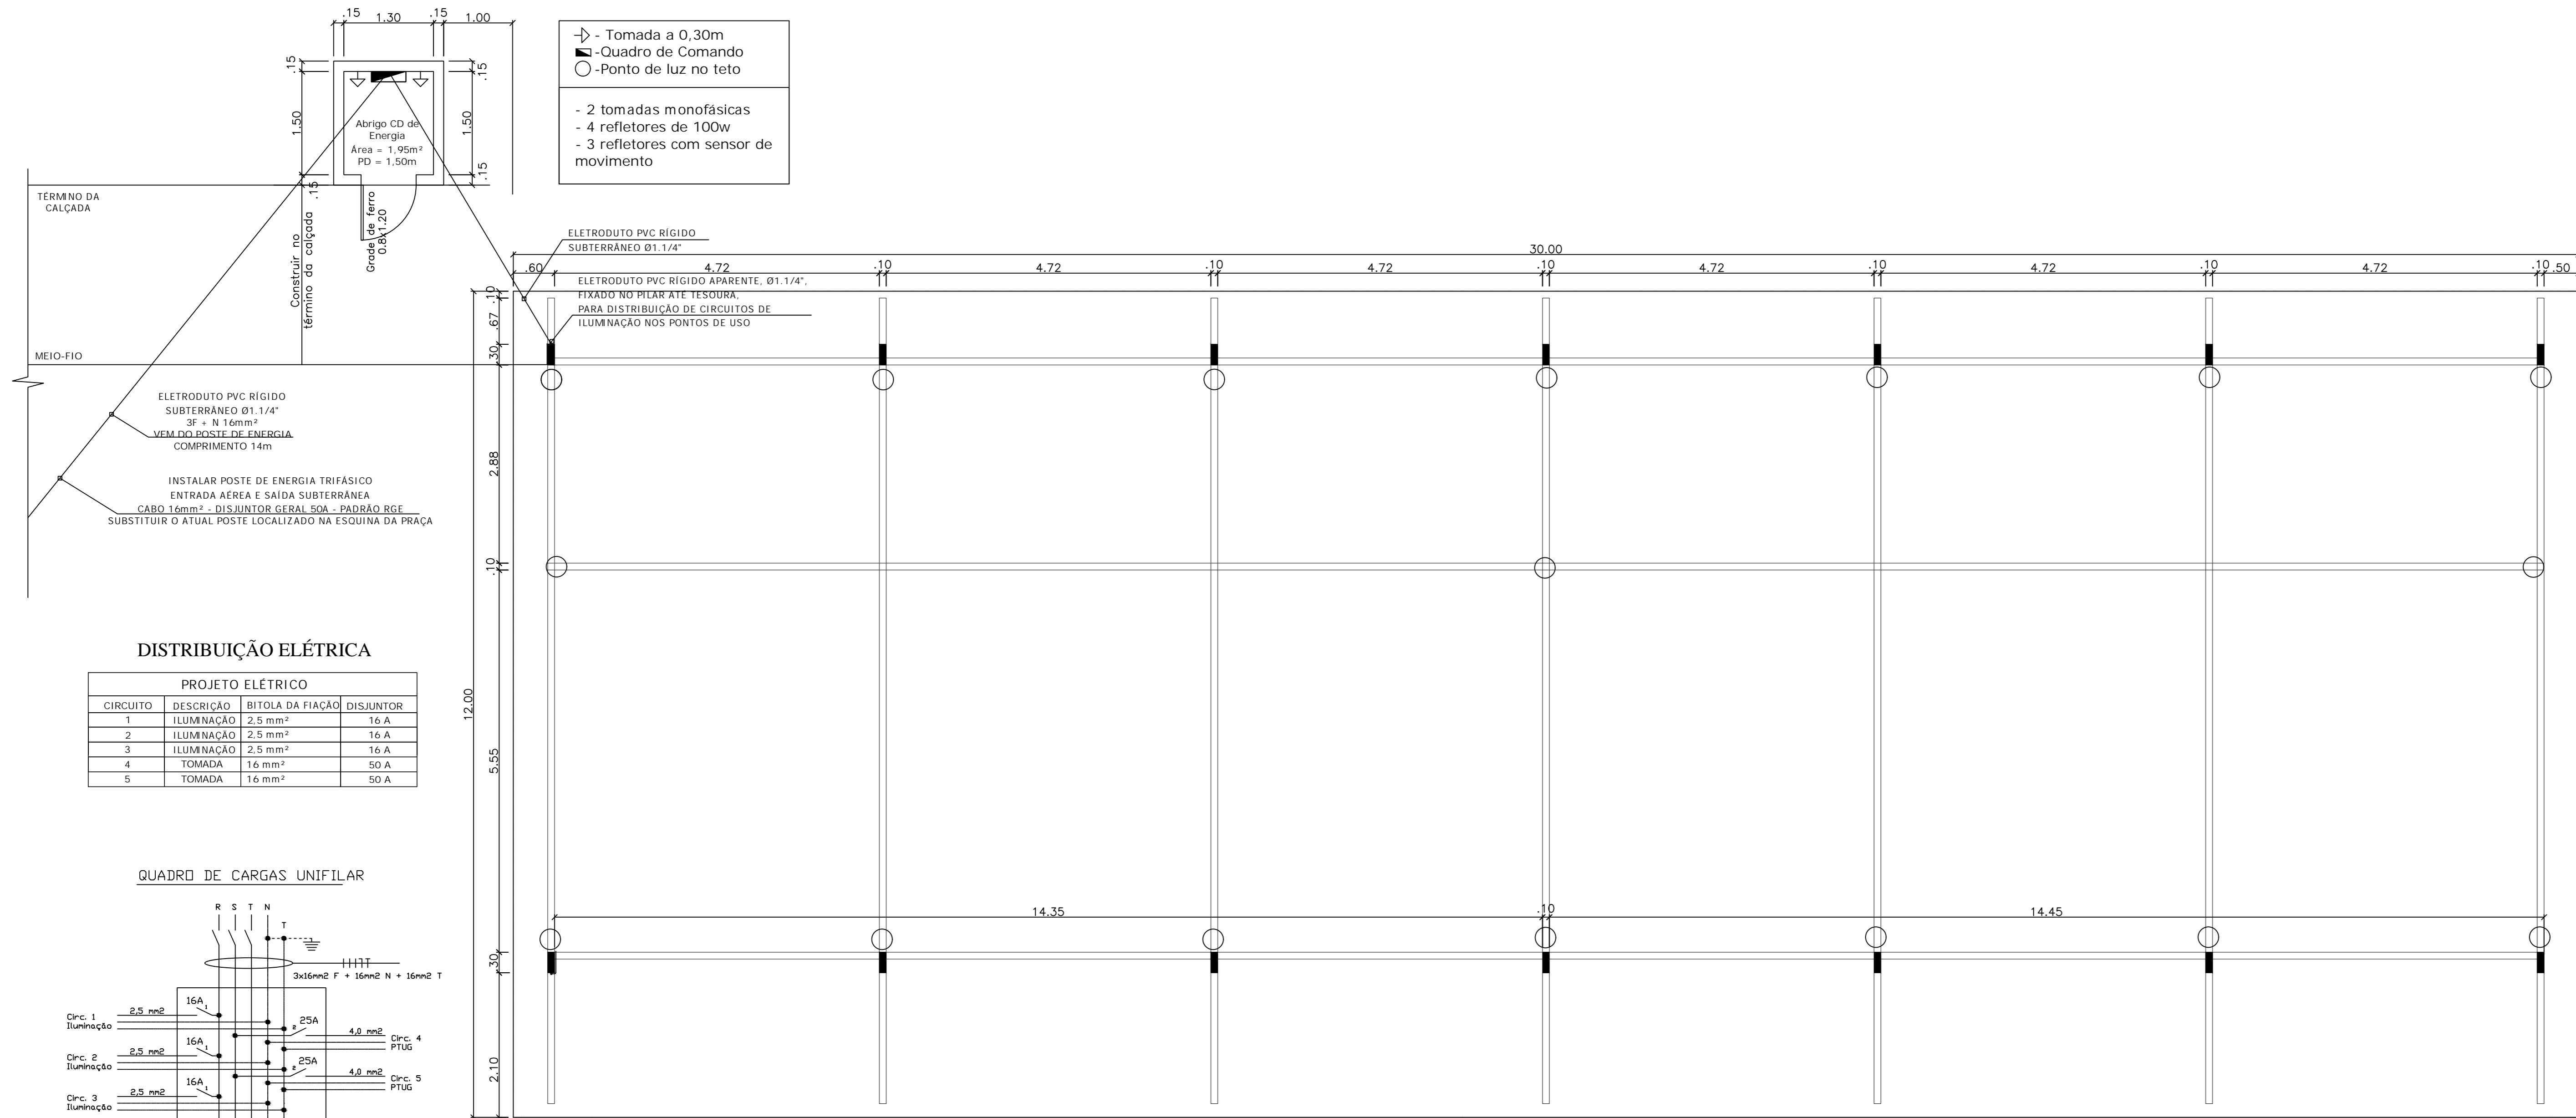 .15
1.30
.15
1.00
.15
.15
1.50
1.50
.15
.15
Abrigo CD de
Energia
Área = 1,95m²
PD = 1,50m
Grade de ferro
0.8x1.20
Construir no
término da calçada
- Tomada a 0,30m
-Quadro de Comando
-Ponto de luz no teto
- 2 tomadas monofásicas
- 4 refletores de 100w
- 3 refletores com sensor de
movimento
TÉRMINO DA
CALÇADA
MEIO-FIO
ELETRODUTO PVC RÍGIDO
SUBTERRÂNEO Ø1.1/4"
30.00
.60
4.72
.10
4.72
.10
4.72
.10
4.72
.10
4.72
.10
4.72
.10
.50
ELETRODUTO PVC RÍGIDO APARENTE, Ø1.1/4",
FIXADO NO PILAR ATÉ TESOURA,
PARA DISTRIBUIÇÃO DE CIRCUITOS DE
ILUMINAÇÃO NOS PONTOS DE USO
.10
.67
.30
2.88
.10
12.00
5.55
.30
2.10
14.35
.10
14.45
ELETRODUTO PVC RÍGIDO
SUBTERRÂNEO Ø1.1/4"
3F + N 16mm²
VEM DO POSTE DE ENERGIA
COMPRIMENTO 14m
INSTALAR POSTE DE ENERGIA TRIFÁSICO
ENTRADA AÉREA E SAÍDA SUBTERRÂNEA
CABO 16mm² - DISJUNTOR GERAL 50A - PADRÃO RGE
SUBSTITUIR O ATUAL POSTE LOCALIZADO NA ESQUINA DA PRAÇA
DISTRIBUIÇÃO ELÉTRICA
PROJETO ELÉTRICO
CIRCUITO DESCRIÇÃO BITOLA DA FIAÇÃO DISJUNTOR
1 ILUMINAÇÃO 2,5 mm² 16 A
2 ILUMINAÇÃO 2,5 mm² 16 A
3 ILUMINAÇÃO 2,5 mm² 16 A
4 TOMADA 16 mm² 50 A
5 TOMADA 16 mm² 50 A
QUADRO DE CARGAS UNIFILAR
R S T N
T
3x16mm2 F + 16mm2 N + 16mm2 T
Circ. 1
Iluminação
2,5 mm2
16A
1
25A
2
4,0 mm2
Circ. 4
PTUG
Circ. 2
Iluminação
2,5 mm2
16A
1
25A
2
4,0 mm2
Circ. 5
PTUG
Circ. 3
Iluminação
2,5 mm2
16A
1